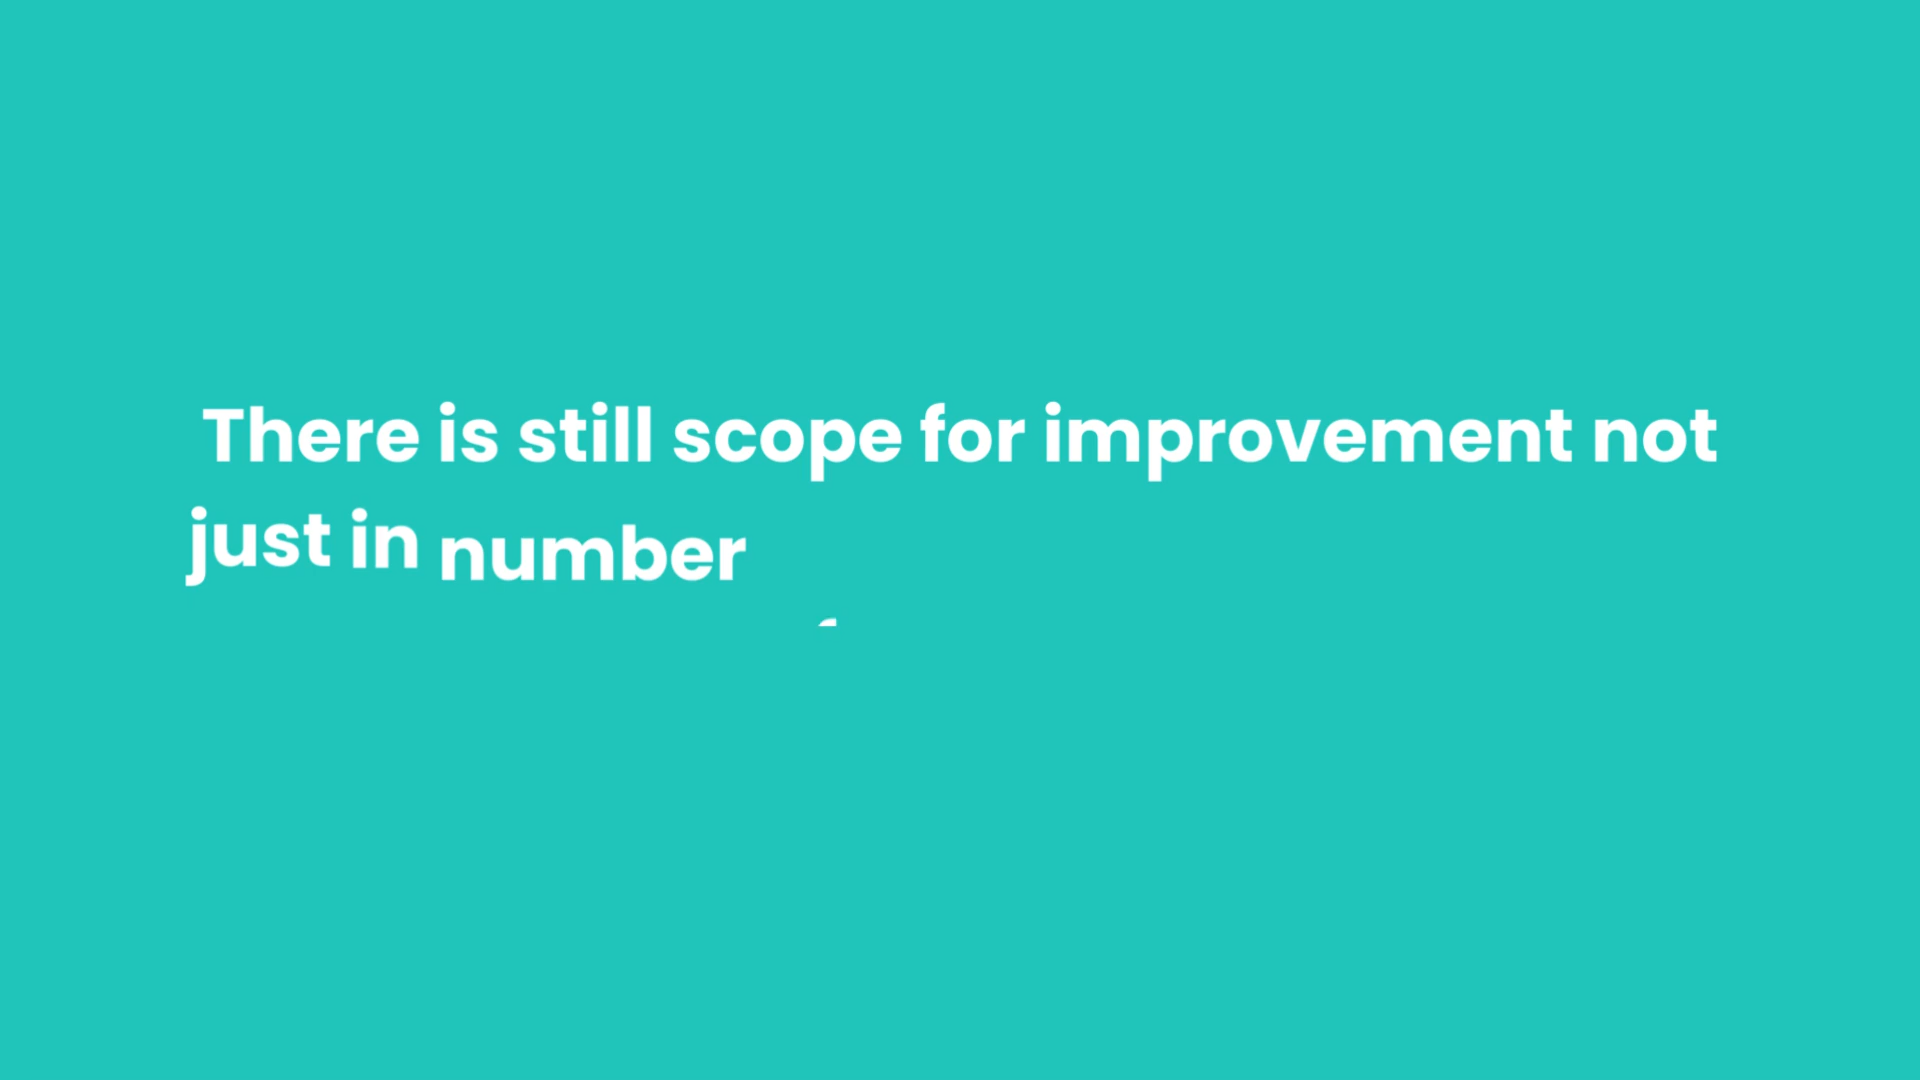 There is still scope for improvement not
just in number